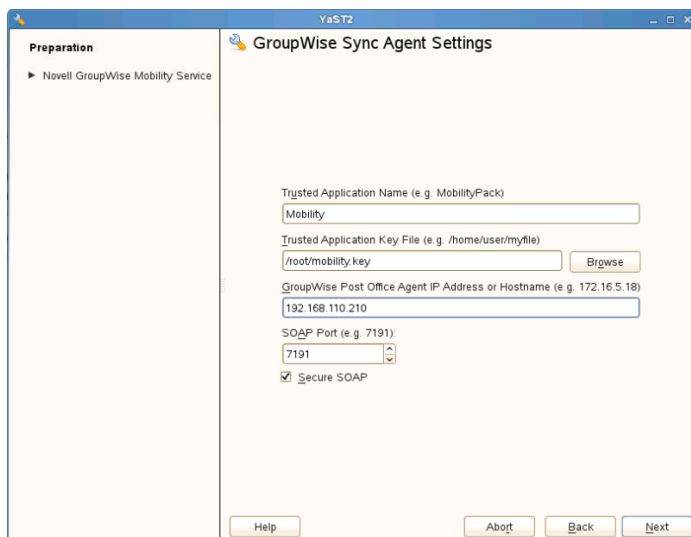 YaST2
Preparation
Novell GroupWise Mobility Service
GroupWise Sync Agent Settings
Trusted Application Name (e.g. MobilityPack)
Mobility
Trusted Application Key File (e.g. /home/user/myfile)
/root/mobility.key
Browse
GroupWise Post Office Agent IP Address or Hostname (e.g. 172.16.5.18)
192.168.110.210
SOAP Port (e.g. 7191):
7191
Secure SOAP
Help
Abort
Back
Next